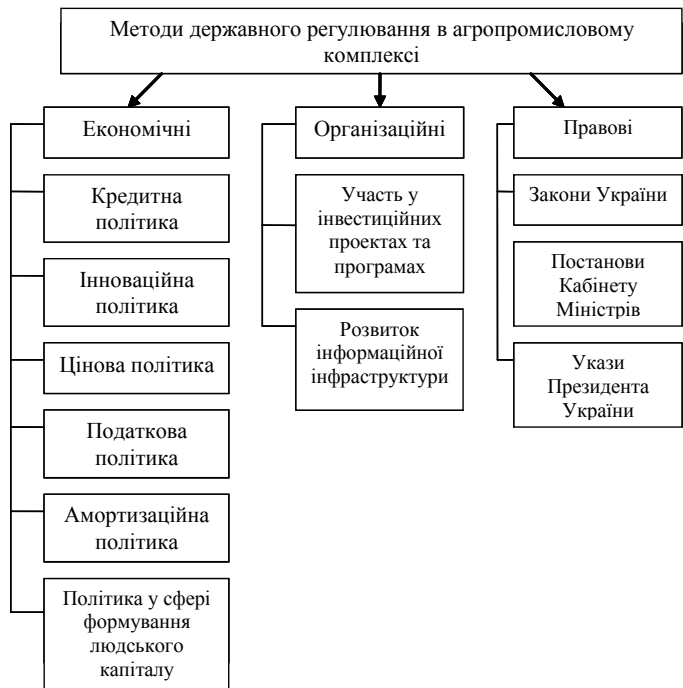 Методи державного регулювання в агропромисловому
комплексі
Економічні
Кредитна
політика
Інноваційна
політика
Цінова політика
Податкова
політика
Амортизаційна
політика
Політика у сфері
формування
людського
капіталу
Організаційні
Участь у
інвестиційних
проектах та
програмах
Розвиток
інформаційної
інфраструктури
Правові
Закони України
Постанови
Кабінету
Міністрів
Укази
Президента
України